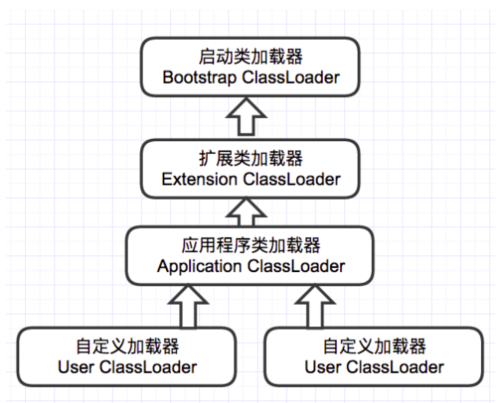 启动类加载器
Bootstrap ClassLoader
扩展类加载器
Extension ClassLoader
应用程序类加载器
Application ClassLoader
自定义加载器
User ClassLoader
自定义加载器
User ClassLoader